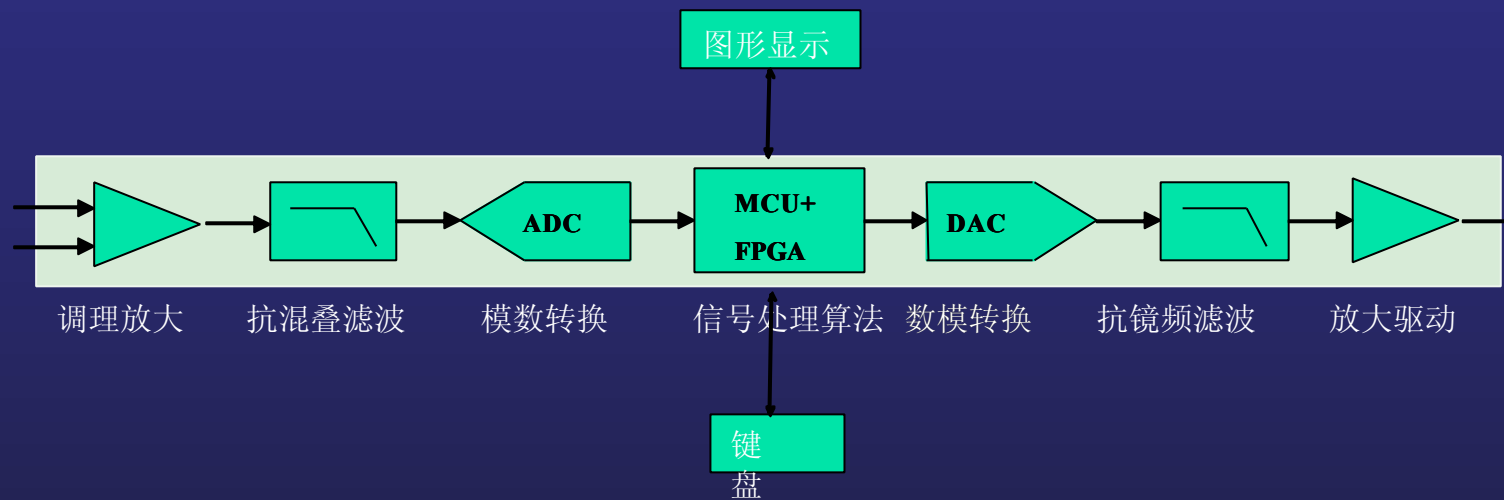 图形显示
ADC
MCU+
FPGA
DAC
调理放大
抗混叠滤波
模数转换
信号处理算法
数模转换
抗镜频滤波
放大驱动
键
盘